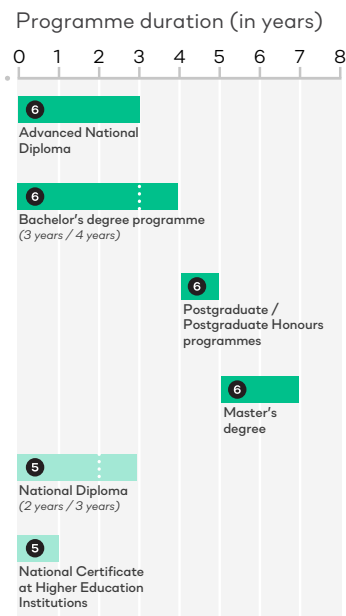 Programme duration (in years)
0 1 2 3 4 5 6 7 8
6
Advanced National
Diploma
6
Bachelor's degree programme
(3 years / 4 years)
6
Postgraduate /
Postgraduate Honours
programmes
6
Master's
degree
5
National Diploma
(2 years / 3 years)
5
National Certificate
at Higher Education
Institutions